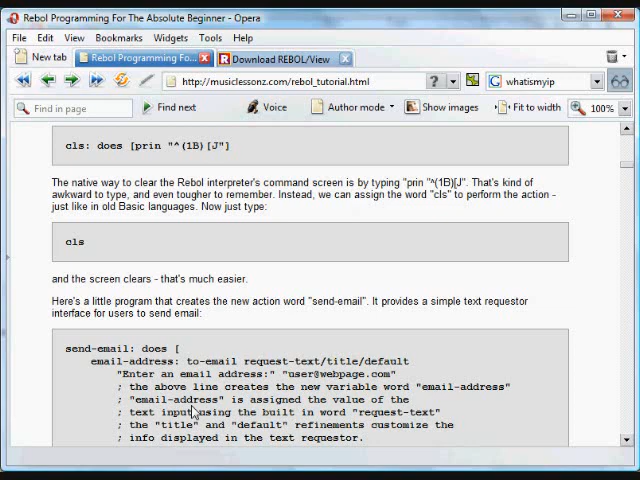 Rebol Programming For The Absolute Beginner - Opera
File Edit View Bookmarks Widgets Tools Help
New tab Rebol Programming Fo... Download REBOL/View
http://musiclessonz.com/rebol_tutorial.html ? whatismyip
Find in page Find next Voice Author mode Show images Fit to width 100%
cls: does [prin "^(1B)[J"]
The native way to clear the Rebol interpreter's command screen is by typing "prin "^(1B)[J". That's kind of
awkward to type, and even tougher to remember. Instead, we can assign the word "cls" to perform the action -
just like in old Basic languages. Now just type:
cls
and the screen clears - that's much easier.
Here's a little program that creates the new action word "send-email". It provides a simple text requestor
interface for users to send email:
send-email: does [
email-address: to-email request-text/title/default
"Enter an email address:" "user@webpage.com"
; the above line creates the new variable word "email-address"
; "email-address" is assigned the value of the
; text input using the built in word "request-text"
; the "title" and "default" refinements customize the
; info displayed in the text requestor.